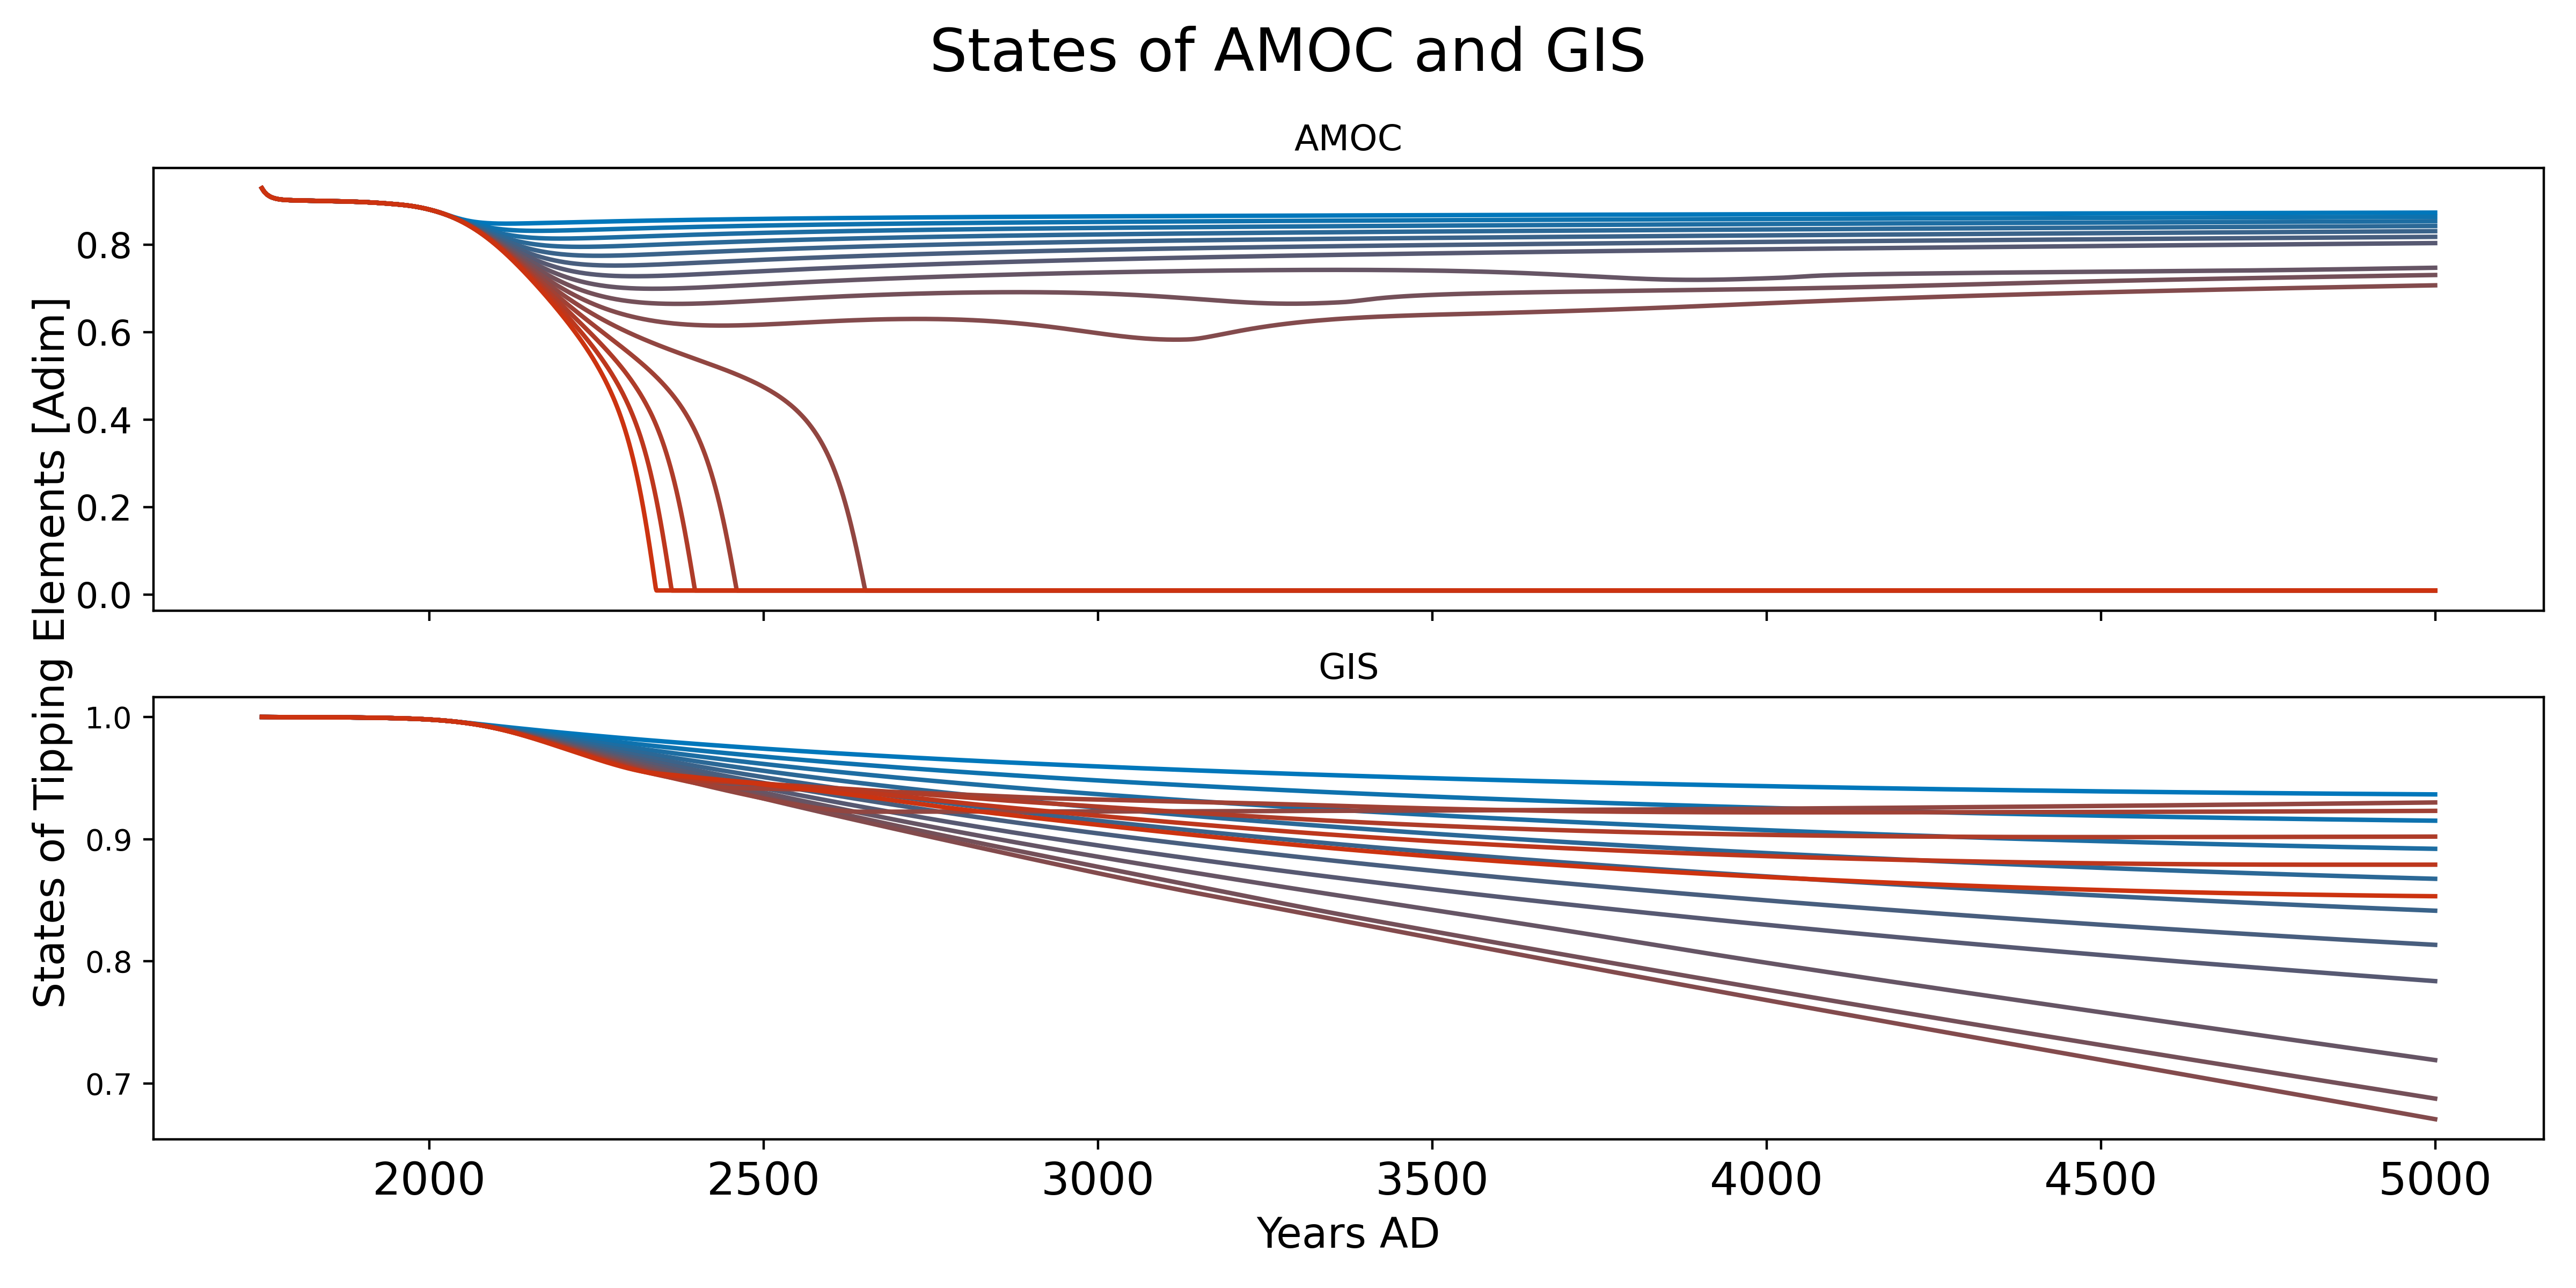 States of AMOC and GIS
AMOC
States of Tipping Elements [Adim]
0.8
0.6
0.4
0.2
0.0
GIS
1.0
0.9
0.8
0.7
2000 2500 3000 3500 4000 4500 5000
Years AD